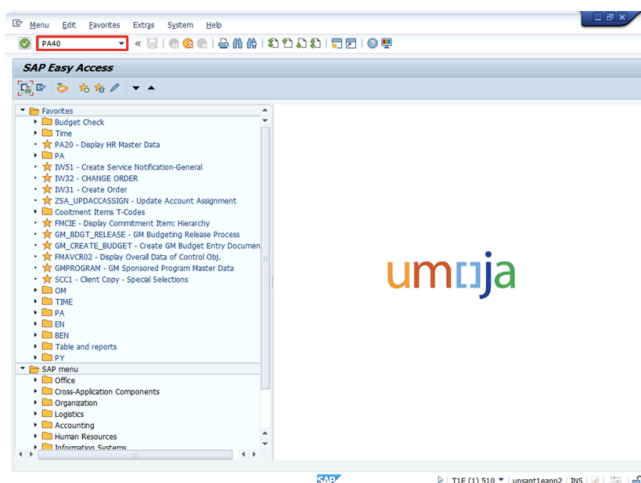 Menu Edit Favorites Extras System Help
PA40
SAP Easy Access
Favorites
Budget Check
Time
PA20 - Display HR Master Data
PA
IW51 - Create Service Notification-General
IW32 - CHANGE ORDER
IW31 - Create Order
ZSA_UPDACCASSIGN - Update Account Assignment
Cooitment Items T-Codes
FMCIE - Display Commitment Item: Hierarchy
GM_BDGT_RELEASE - GM Budgeting Release Process
GM_CREATE_BUDGET - Create GM Budget Entry Documen
FMAVCR02 - Display Overall Data of Control Obj.
GMPROGRAM - GM Sponsored Program Master Data
SCC1 - Client Copy - Special Selections
OM
TIME
PA
EN
BEN
Table and reports
PY
SAP menu
Office
Cross-Application Components
Organization
Logistics
Accounting
Human Resources
Information Systems
umoja
SAP
T1E (1) 510 unsant1eapp2 INS